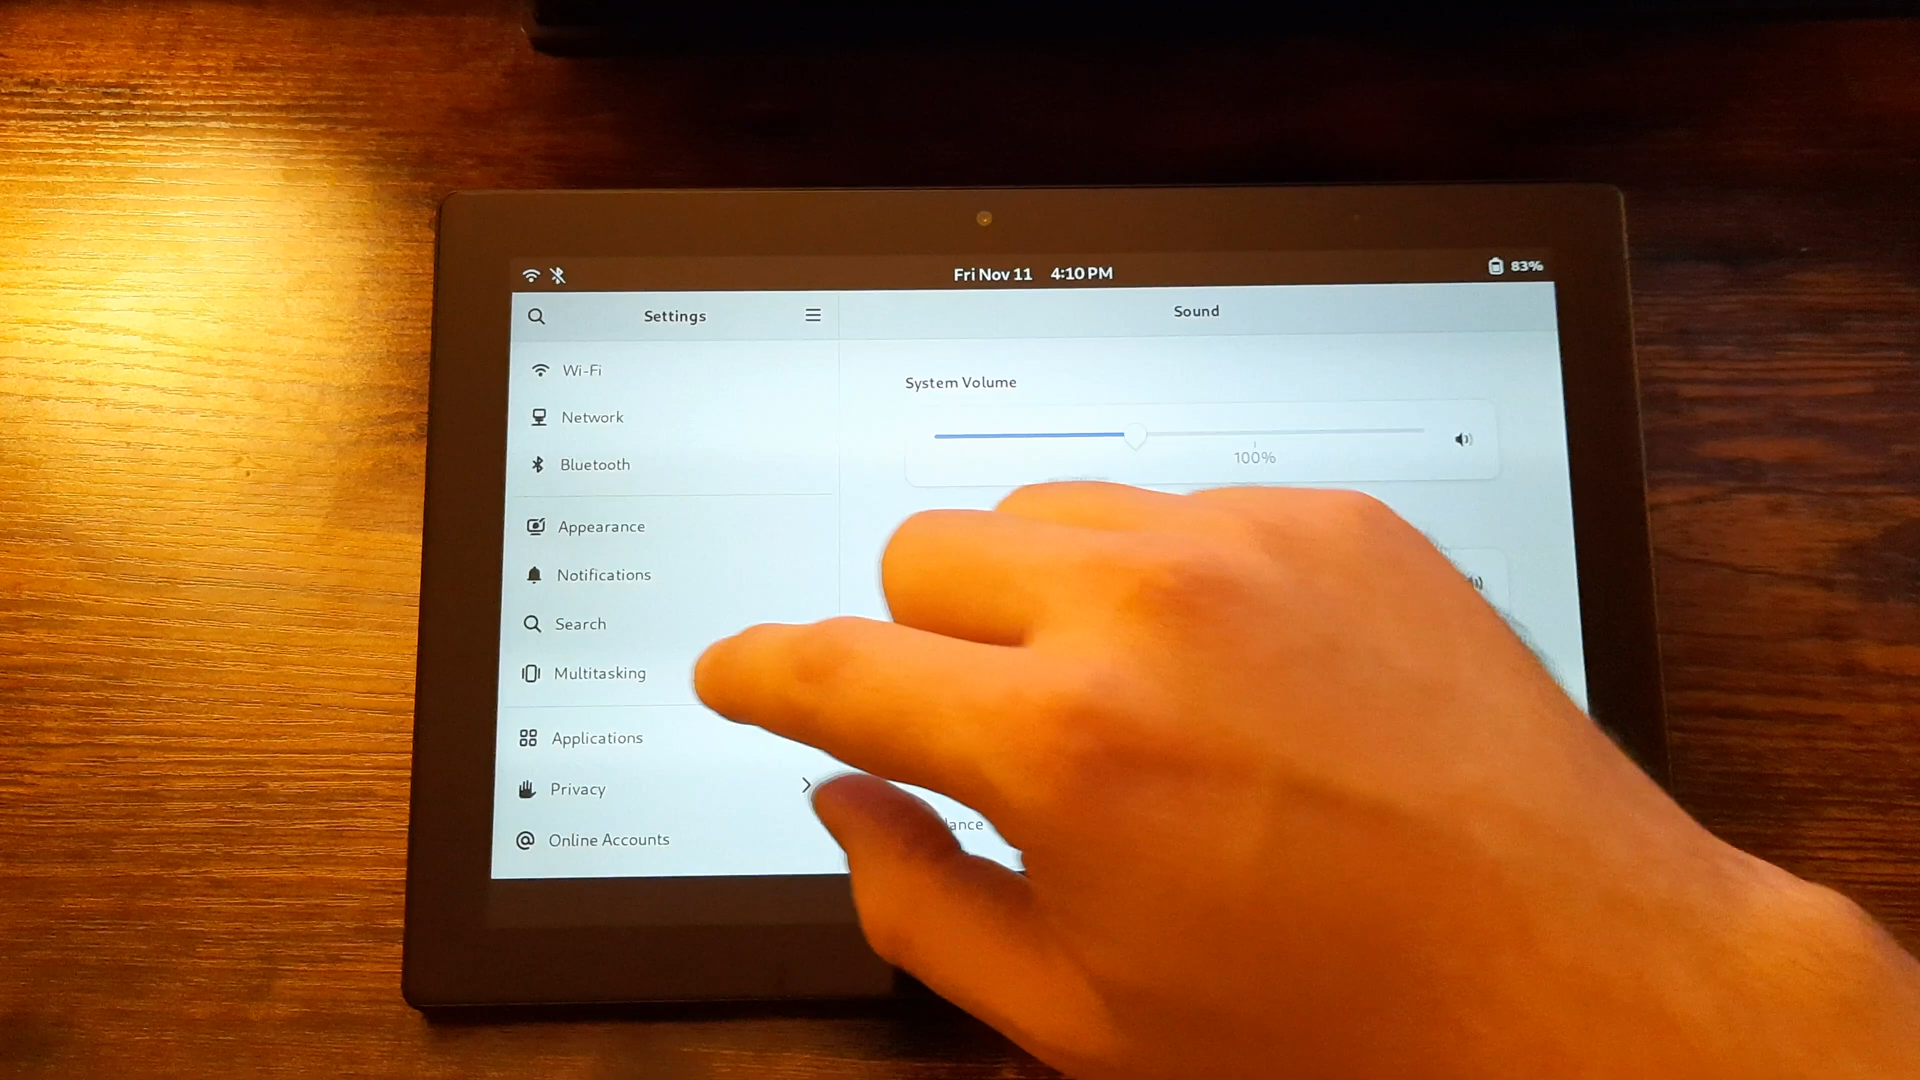 Fri Nov 11 4:10 PM
83%
Settings
Sound
Wi-Fi
Network
Bluetooth
Appearance
Notifications
Search
Multitasking
Applications
Privacy
Online Accounts
System Volume
100%